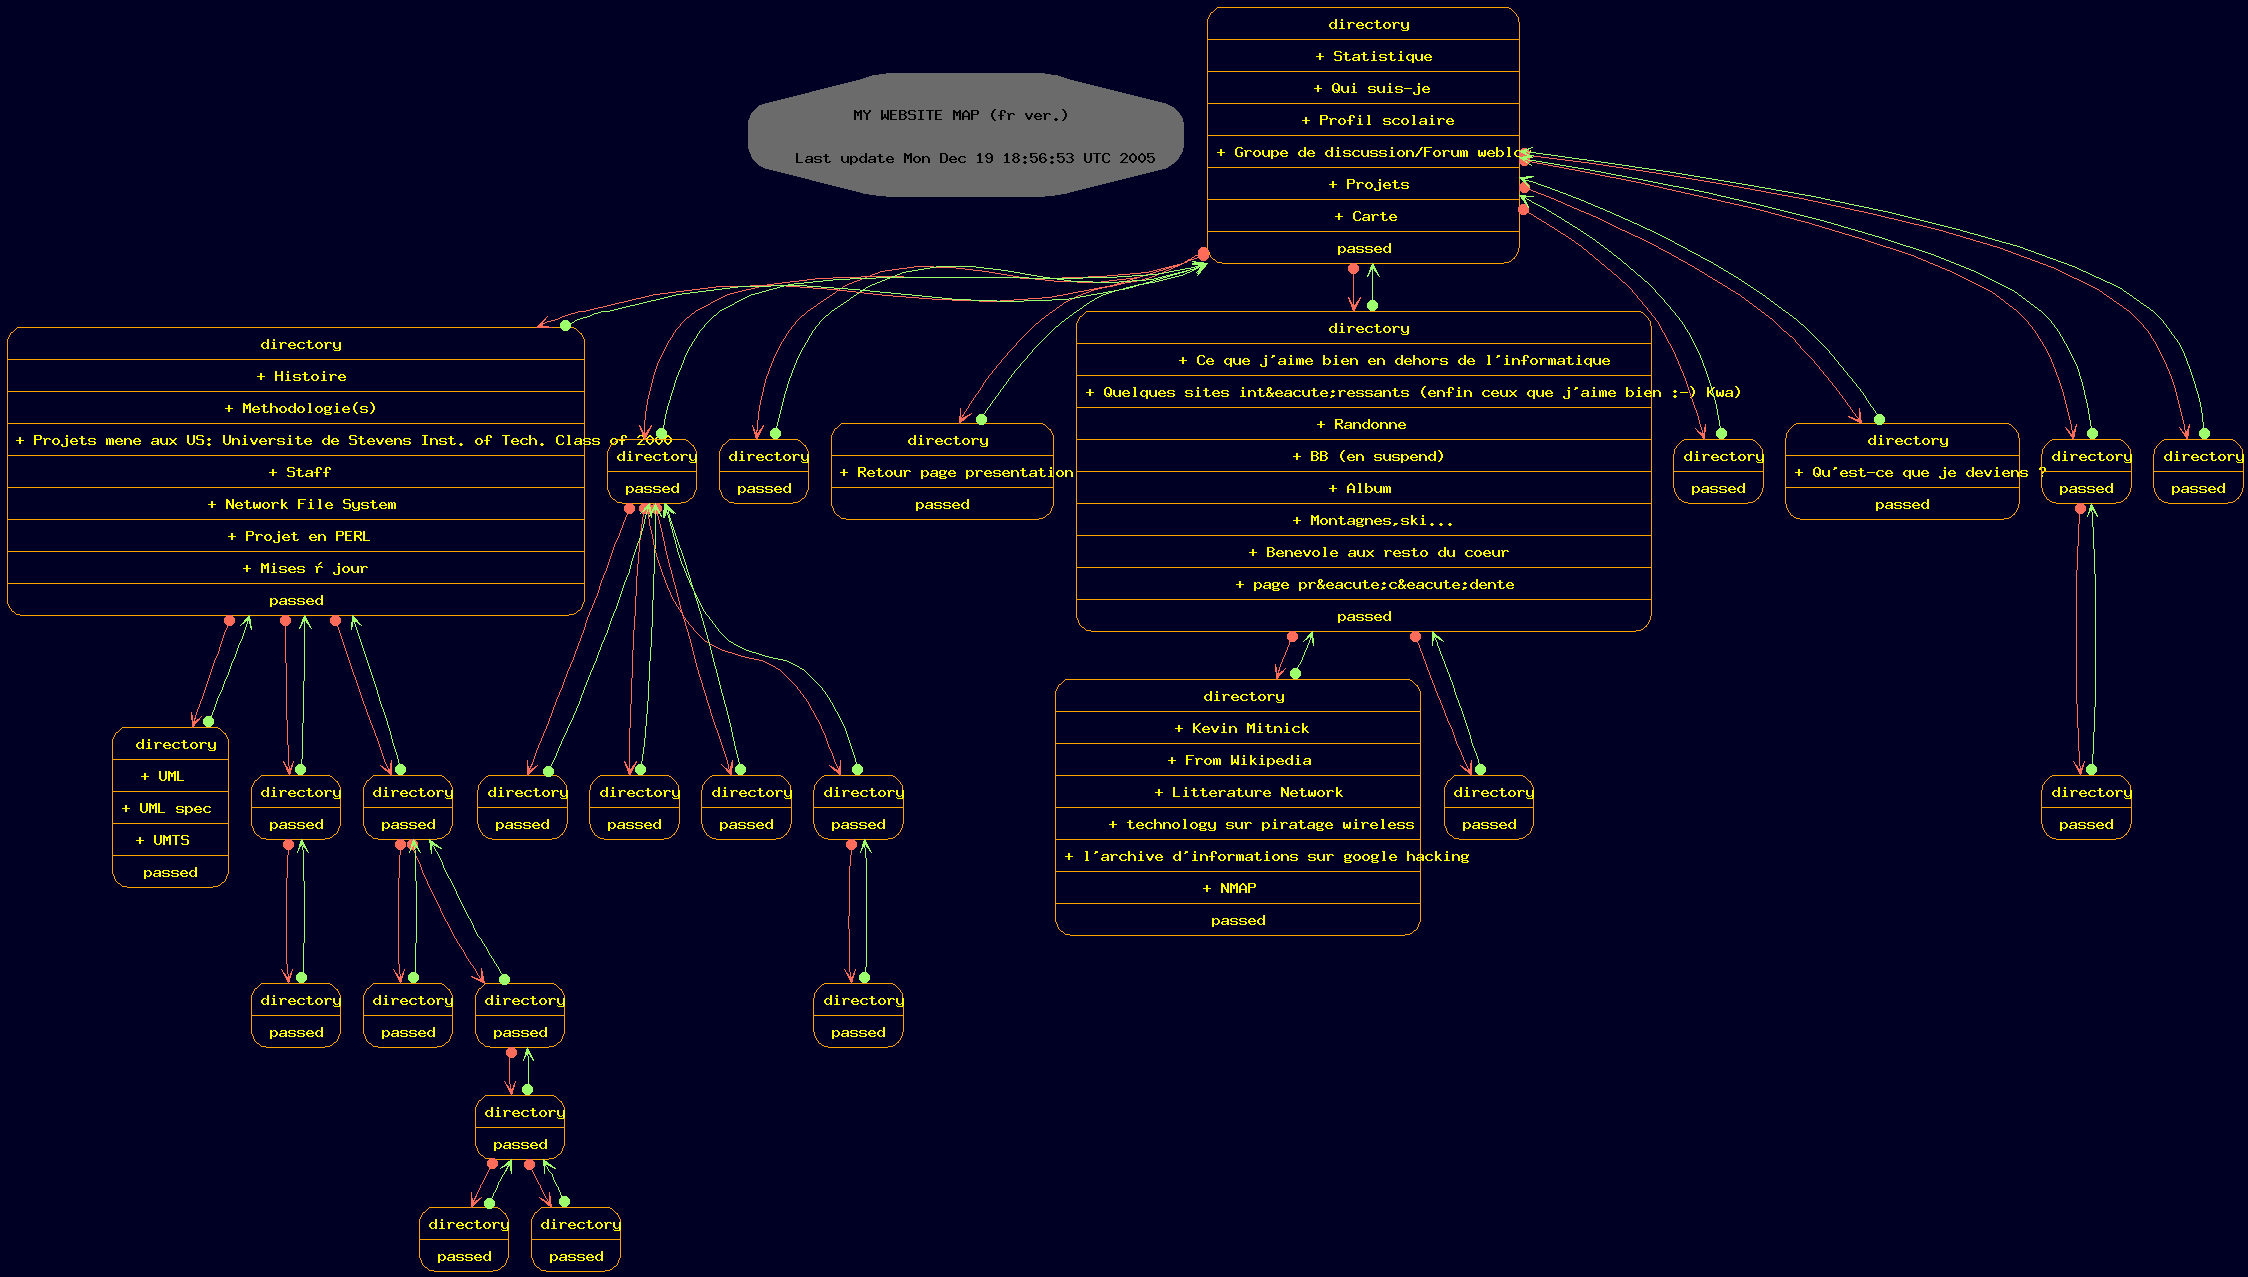 directory
+ Statistique
+ Qui suis-je
+ Profil scolaire
+ Groupe de discussion/Forum weblog
+ Projets
+ Carte
passed
MY WEBSITE MAP (fr ver.)
Last update Mon Dec 19 18:56:53 UTC 2005
directory
+ Histoire
+ Methodologie(s)
+ Projets mene aux US: Universite de Stevens Inst. of Tech. Class of 2000
+ Staff
+ Network File System
+ Projet en PERL
+ Mises ŕ jour
passed
directory
passed
directory
passed
directory
+ Retour page presentation
passed
directory
+ Ce que j'aime bien en dehors de l'informatique
+ Quelques sites int&eacute;ressants (enfin ceux que j'aime bien :-) Kwa)
+ Randonne
+ BB (en suspend)
+ Album
+ Montagnes,ski...
+ Benevole aux resto du coeur
+ page pr&eacute;c&eacute;dente
passed
directory
passed
directory
+ Qu'est-ce que je deviens ?
passed
directory
passed
directory
passed
directory
+ UML
+ UML spec
+ UMTS
passed
directory
passed
directory
passed
directory
passed
directory
passed
directory
passed
directory
passed
directory
+ Kevin Mitnick
+ From Wikipedia
+ Litterature Network
+ technology sur piratage wireless
+ l'archive d'informations sur google hacking
+ NMAP
passed
directory
passed
directory
passed
directory
passed
directory
passed
directory
passed
directory
passed
directory
passed
directory
passed
directory
passed